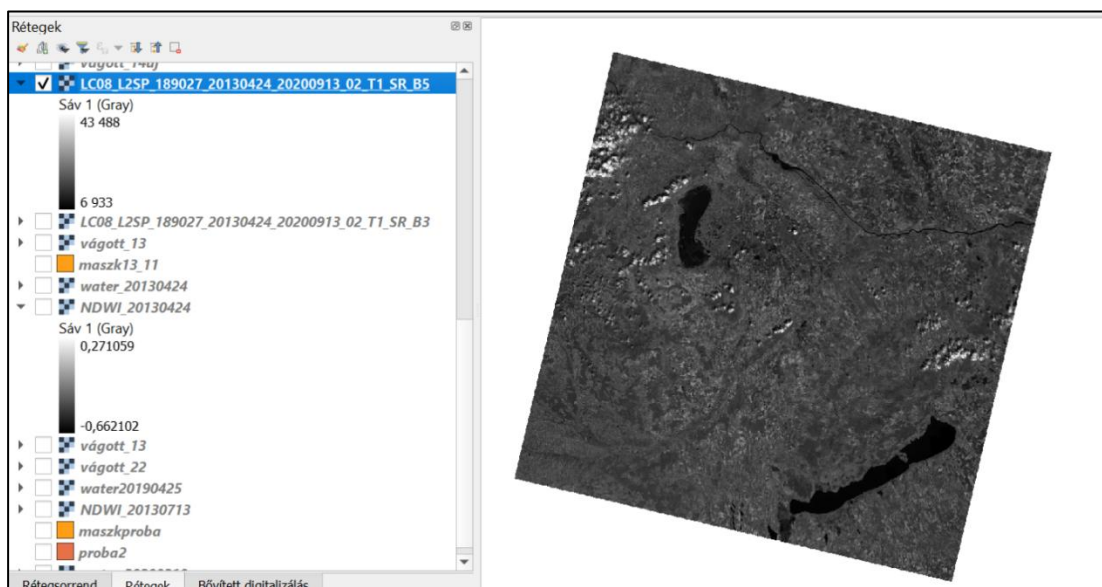 Rétegek
vágott_14uj
LC08_L2SP_189027_20130424_20200913_02_T1_SR_B5
Sáv 1 (Gray)
43 488
6 933
LC08_L2SP_189027_20130424_20200913_02_T1_SR_B3
vágott_13
maszk13_11
water_20130424
NDWI_20130424
Sáv 1 (Gray)
0,271059
-0,662102
vágott_13
vágott_22
water20190425
NDWI_20130713
maszkproba
proba2
Rétegsorrend Rétegek Bővített digitalizálás